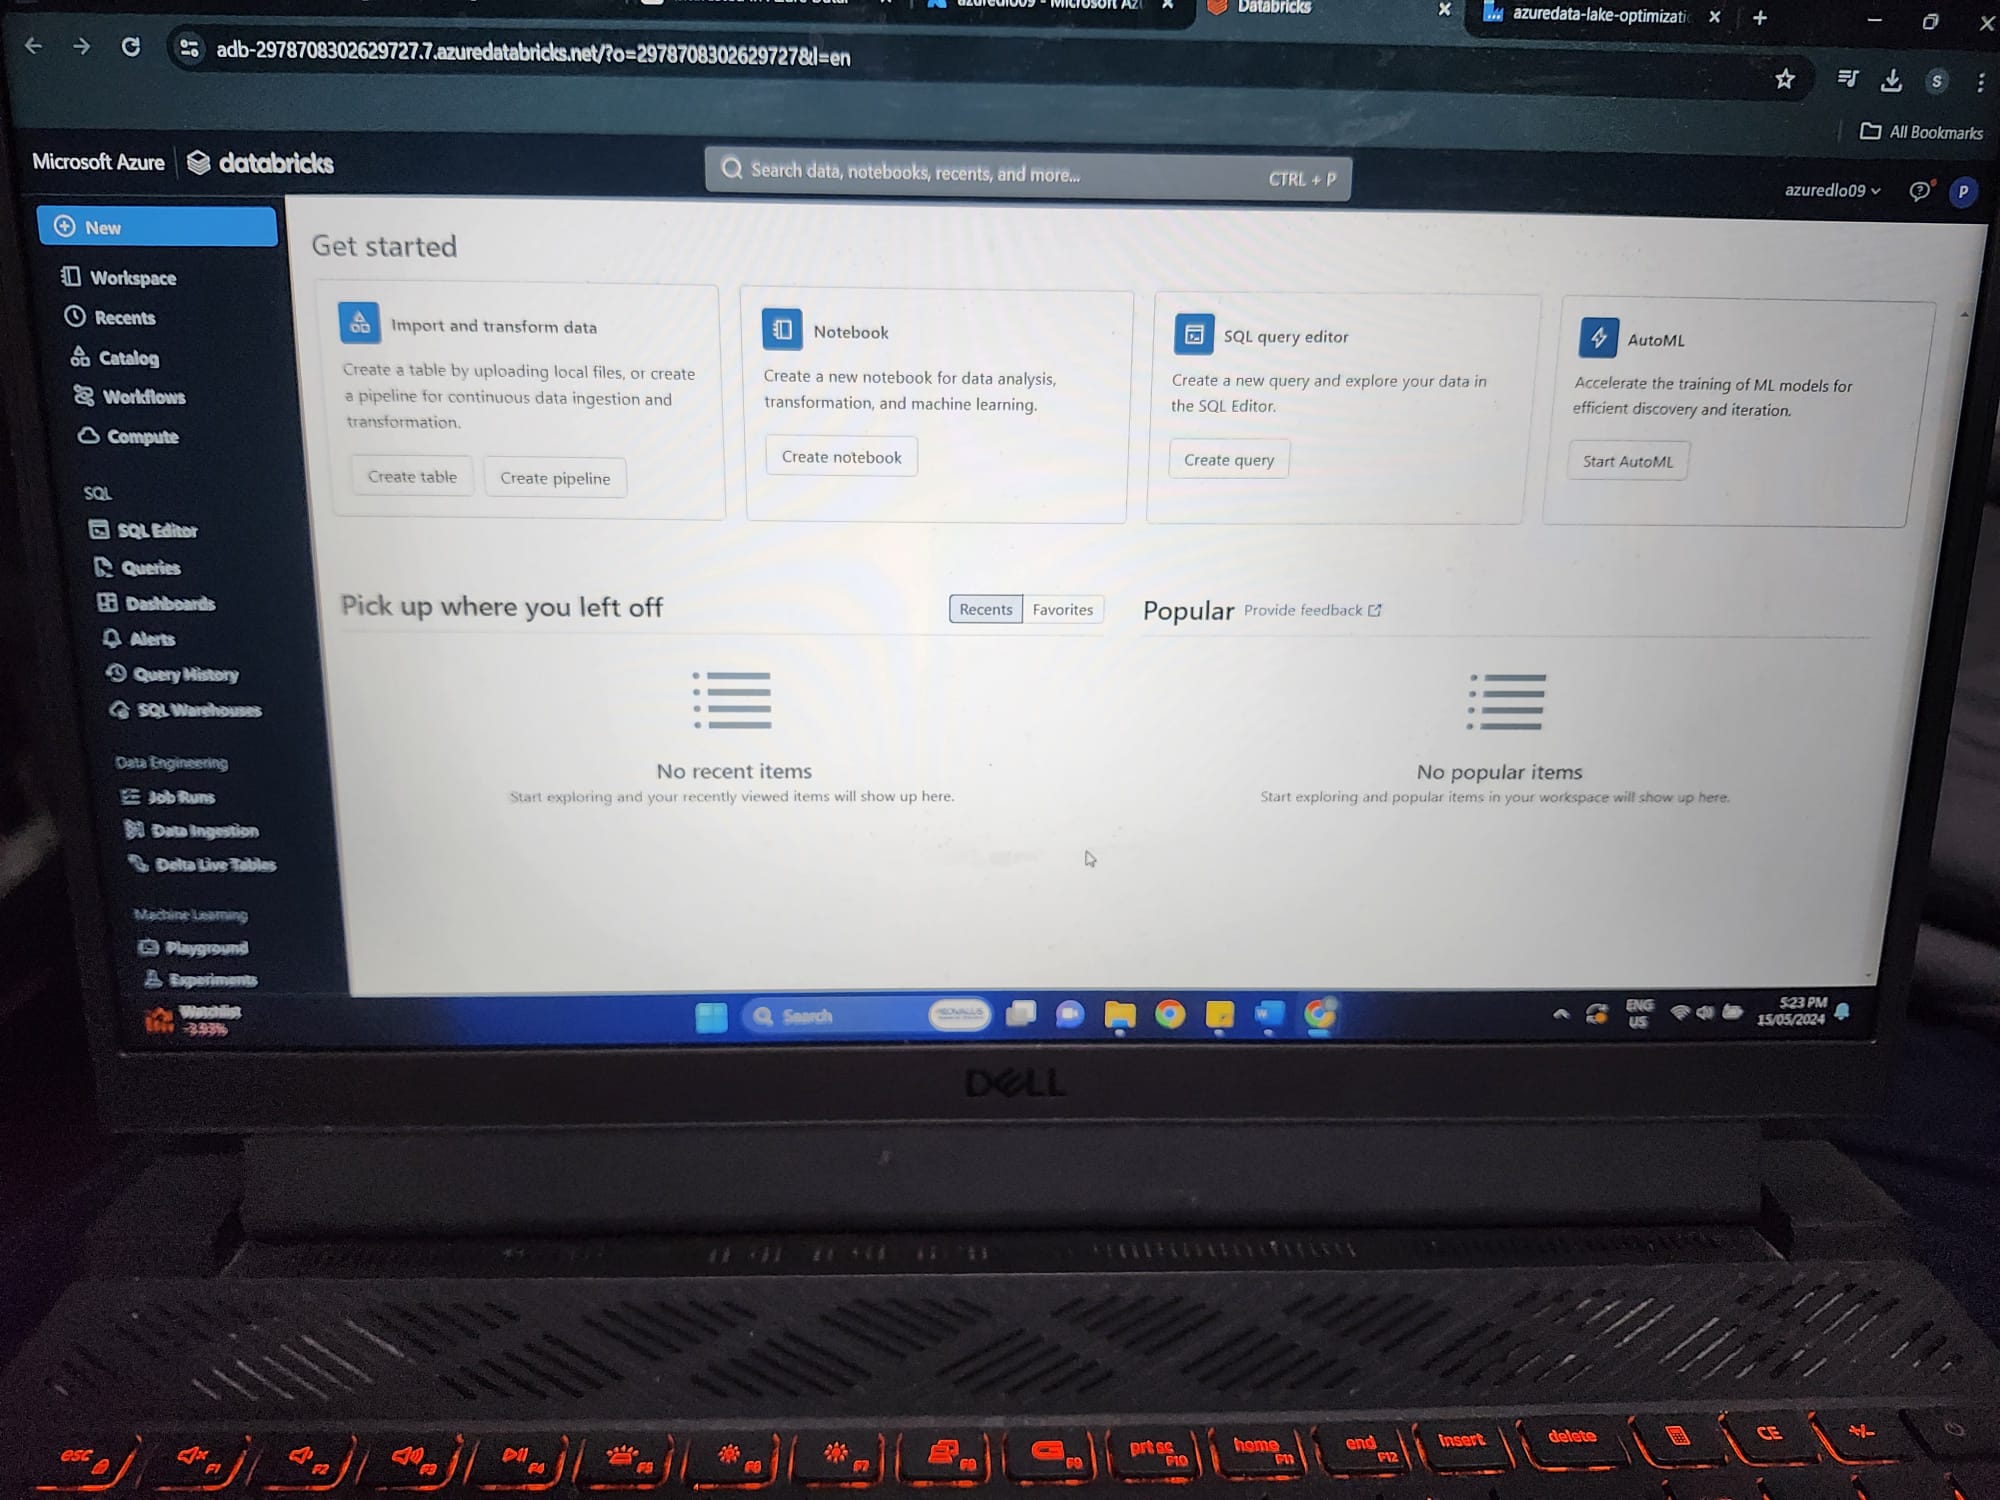 azuredlo09 - Microsoft Az
Databricks
azuredata-lake-optimizati
adb-2978708302629727.7.azuredatabricks.net/?o=2978708302629727&l=en
S
All Bookmarks
Microsoft Azure
databricks
Search data, notebooks, recents, and more...
CTRL + P
azuredlo09
P
New
Workspace
Recents
Catalog
Workflows
Compute
SQL
SQL Editor
Queries
Dashboards
Alerts
Query History
SQL Warehouses
Data Engineering
Job Runs
Data Ingestion
Delta Live Tables
Machine Learning
Playground
Experiments
Get started
Import and transform data
Create a table by uploading local files, or create
a pipeline for continuous data ingestion and
transformation.
Create table
Create pipeline
Notebook
Create a new notebook for data analysis,
transformation, and machine learning.
Create notebook
SQL query editor
Create a new query and explore your data in
the SQL Editor.
Create query
AutoML
Accelerate the training of ML models for
efficient discovery and iteration.
Start AutoML
Pick up where you left off
Recents
Favorites
No recent items
Start exploring and your recently viewed items will show up here.
Popular
Provide feedback
No popular items
Start exploring and popular items in your workspace will show up here.
Watchlist
-3.93%
Search
ENG
US
5:23 PM
15/05/2024
DELL
esc
F1
F2
F3
F4
F5
F6
F7
F8
F9
prt sc
F10
home
F11
end
F12
insert
delete
CE
+/-